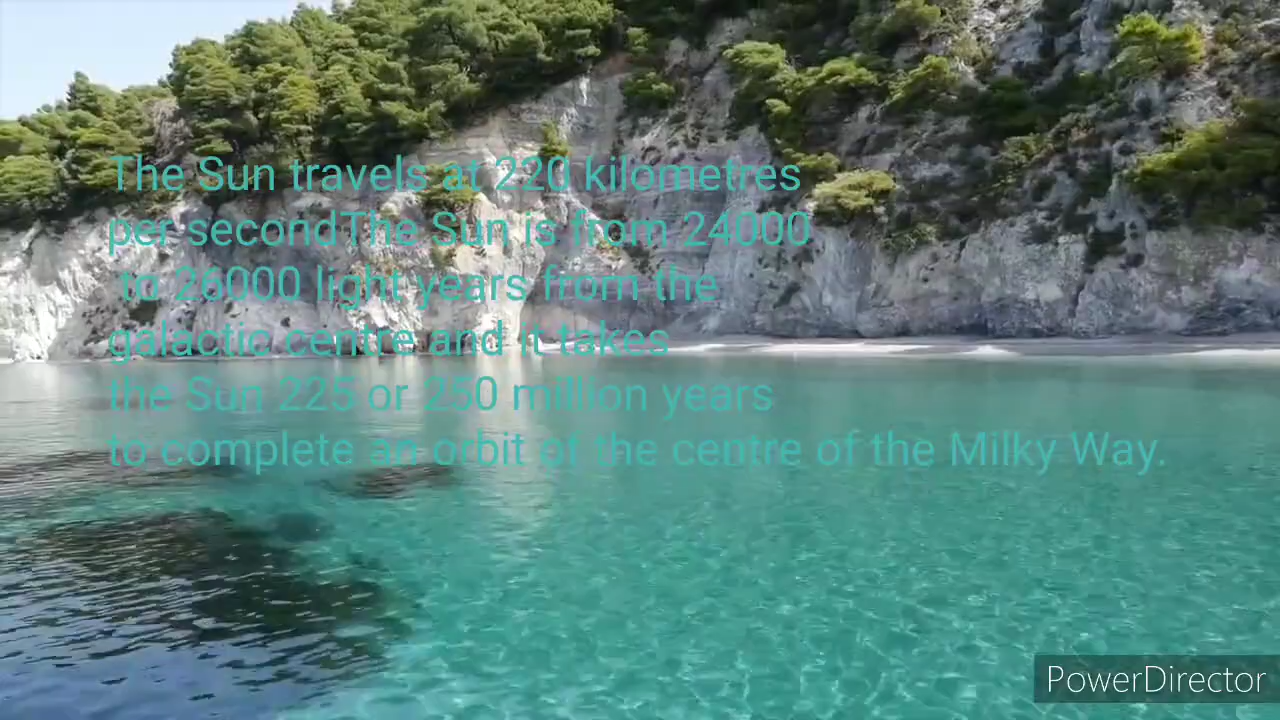 The Sun travels at 220 kilometres
per secondThe Sun is from 24000
to 26000 light years from the
galactic centre and it takes
the Sun 225 or 250 million years
to complete an orbit of the centre of the Milky Way.
PowerDirector